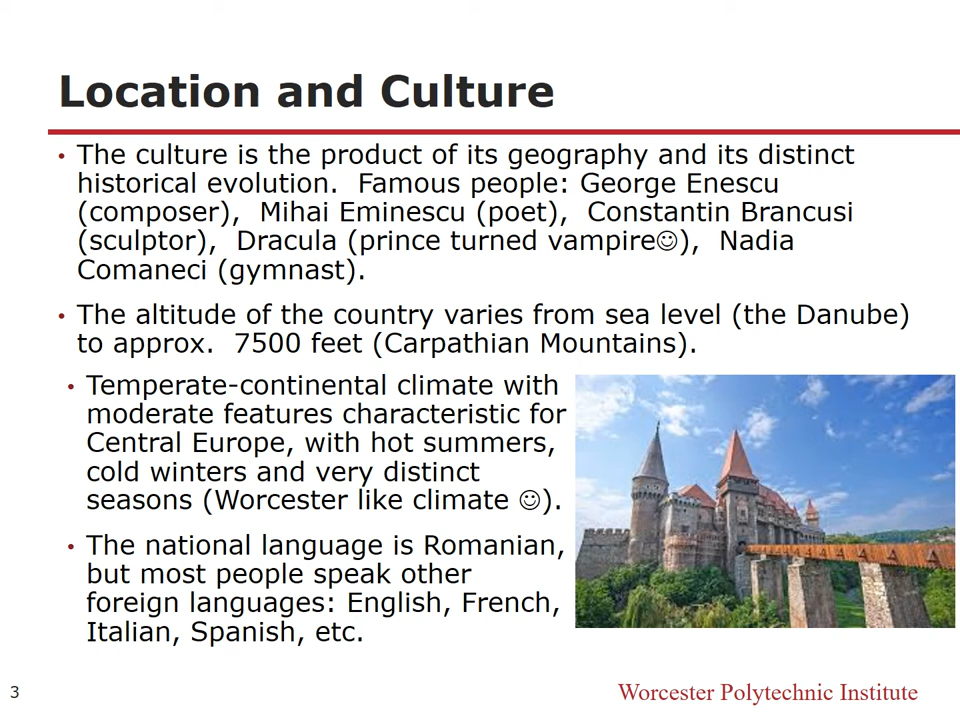 Location and Culture
• The culture is the product of its geography and its distinct
historical evolution.  Famous people: George Enescu
(composer),  Mihai Eminescu (poet),  Constantin Brancusi
(sculptor),  Dracula (prince turned vampire☺),  Nadia
Comaneci (gymnast).
• The altitude of the country varies from sea level (the Danube)
to approx.  7500 feet (Carpathian Mountains).
• Temperate-continental climate with
moderate features characteristic for
Central Europe, with hot summers,
cold winters and very distinct
seasons (Worcester like climate ☺).
• The national language is Romanian,
but most people speak other
foreign languages: English, French,
Italian, Spanish, etc.
3
Worcester Polytechnic Institute